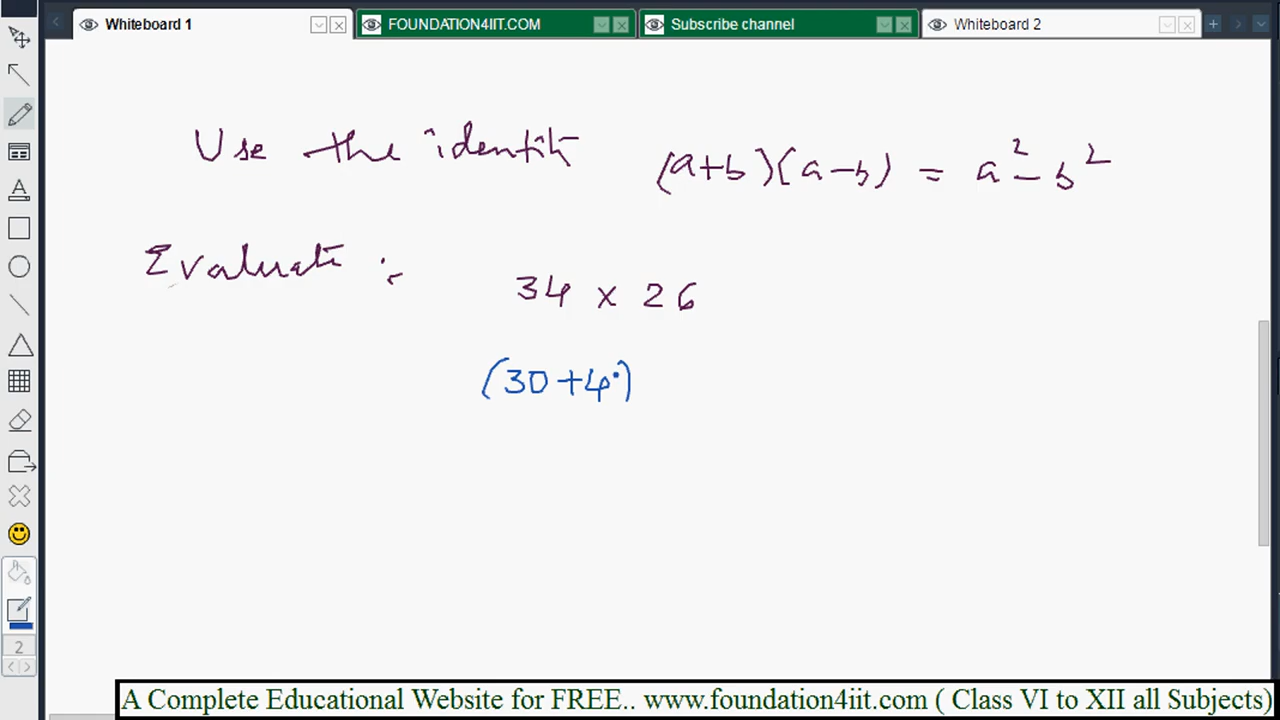 Whiteboard 1 FOUNDATION4IIT.COM Subscribe channel Whiteboard 2
Use the identiti (a+b)(a-b) = a² - b²
Evaluate :
34 x 26
(30+4)
2
A Complete Educational Website for FREE.. www.foundation4iit.com ( Class VI to XII all Subjects)